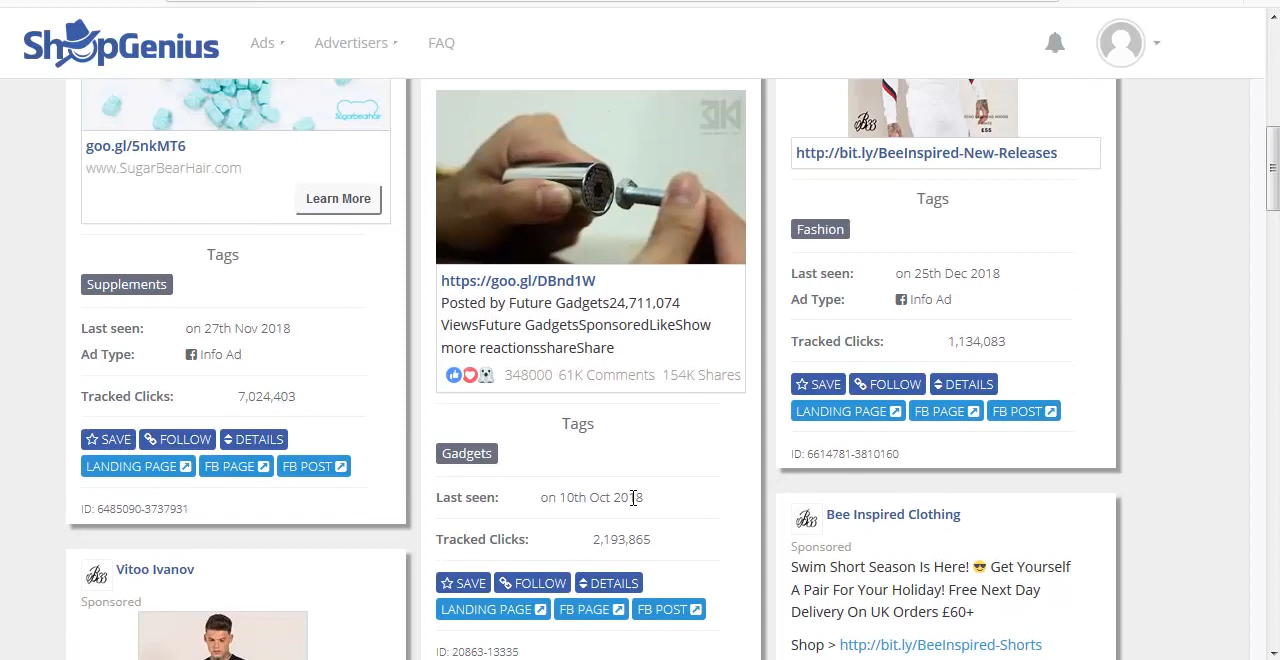 ShopGenius
Ads
Advertisers
FAQ
Sugarbearhair
goo.gl/5nkMT6
www.SugarBearHair.com
Learn More
Tags
Supplements
Last seen: on 27th Nov 2018
Ad Type: Info Ad
Tracked Clicks: 7,024,403
SAVE FOLLOW DETAILS
LANDING PAGE FB PAGE FB POST
ID: 6485090-3737931
Vitoo Ivanov
Sponsored
https://goo.gl/DBnd1W
Posted by Future Gadgets24,711,074
ViewsFuture GadgetsSponsoredLikeShow
more reactionsshareShare
348000 61K Comments 154K Shares
Tags
Gadgets
Last seen: on 10th Oct 2018
Tracked Clicks: 2,193,865
SAVE FOLLOW DETAILS
LANDING PAGE FB PAGE FB POST
ID: 20863-13335
£55
http://bit.ly/BeeInspired-New-Releases
Tags
Fashion
Last seen: on 25th Dec 2018
Ad Type: Info Ad
Tracked Clicks: 1,134,083
SAVE FOLLOW DETAILS
LANDING PAGE FB PAGE FB POST
ID: 6614781-3810160
Bee Inspired Clothing
Sponsored
Swim Short Season Is Here! 😎 Get Yourself
A Pair For Your Holiday! Free Next Day
Delivery On UK Orders £60+
Shop > http://bit.ly/BeeInspired-Shorts